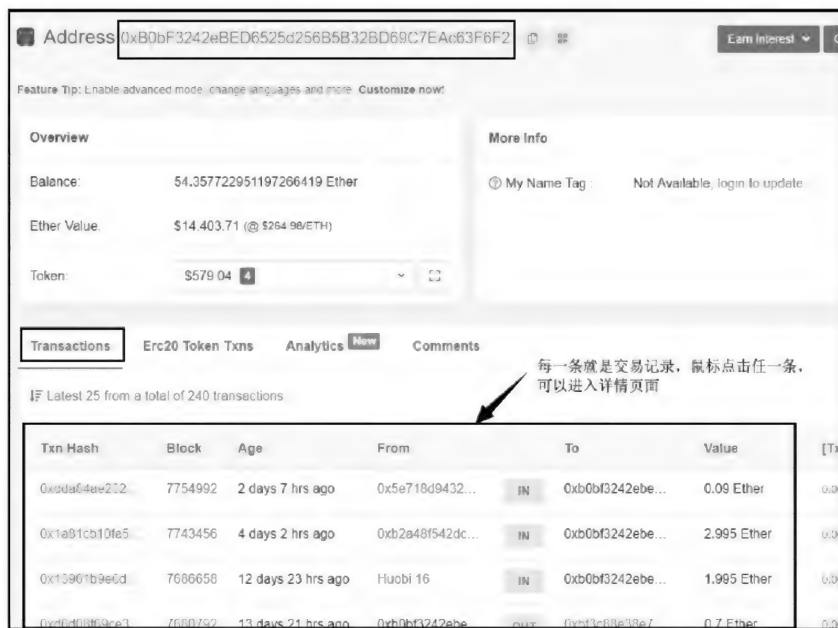 Address 0xB0bF3242eBED6525d256B5B32BD69C7EAc63F6F2
Earn Interest
Feature Tip: Enable advanced mode, change languages and more. Customize now!
Overview
More Info
Balance: 54.357722951197266419 Ether
My Name Tag : Not Available, login to update
Ether Value: $14,403.71 (@ $264.98/ETH)
Token: $579.04 4
Transactions Erc20 Token Txns Analytics New Comments
每一条就是交易记录，鼠标点击任一条，
可以进入详情页面
Latest 25 from a total of 240 transactions
Txn Hash Block Age From To Value [Tx
7754992 2 days 7 hrs ago 0x5e718d9432... IN 0xb0bf3242ebe... 0.09 Ether
0x1a81cb10fa5 7743456 4 days 2 hrs ago 0xb2a48f542dc... IN 0xb0bf3242ebe... 2.995 Ether
7686658 12 days 23 hrs ago Huobi 16 IN 0xb0bf3242ebe... 1.995 Ether
7680792 13 days 21 hrs ago 0xb0bf3242ebe OUT 0.7 Ether